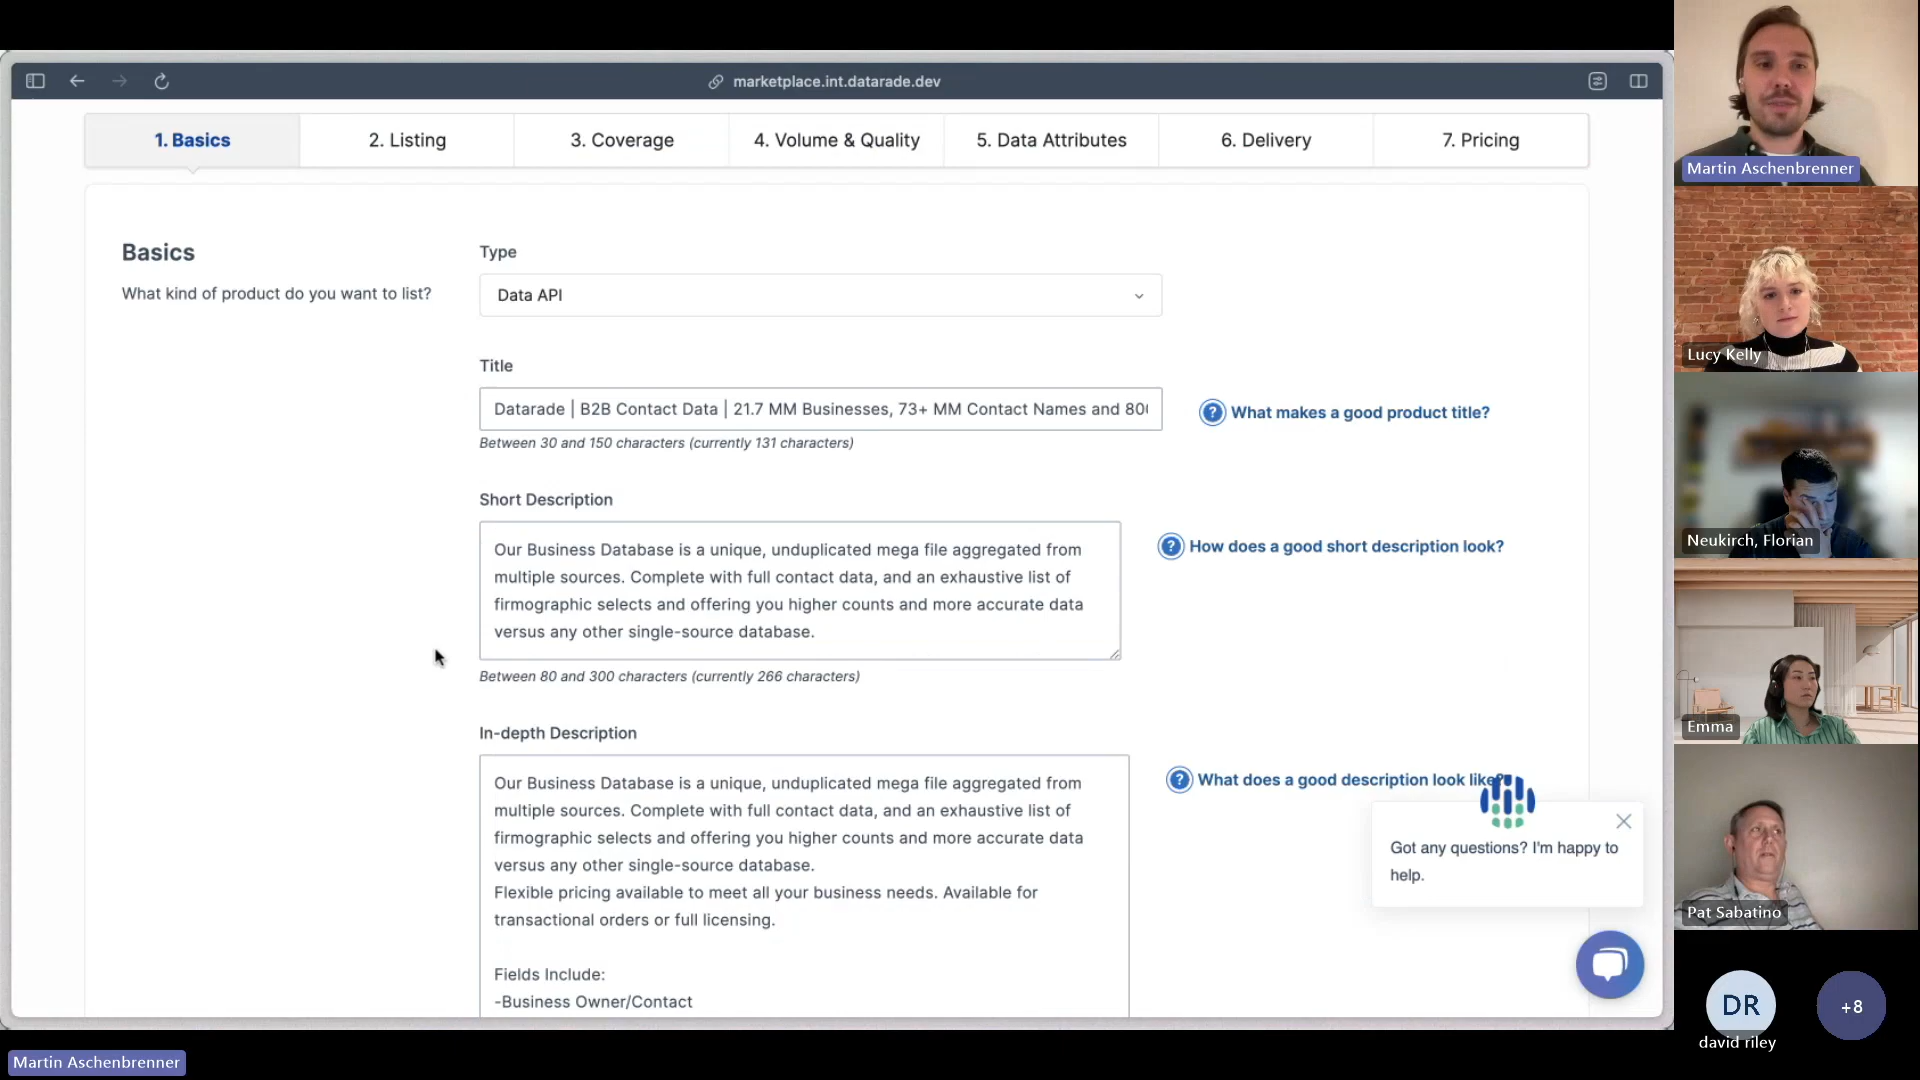 marketplace.int.datarade.dev
1. Basics
2. Listing
3. Coverage
4. Volume & Quality
5. Data Attributes
6. Delivery
7. Pricing
Basics
What kind of product do you want to list?
Type
Data API
Title
Datarade | B2B Contact Data | 21.7 MM Businesses, 73+ MM Contact Names and
What makes a good product title?
Between 30 and 150 characters (currently 131 characters)
Short Description
Our Business Database is a unique, unduplicated mega file aggregated from
multiple sources. Complete with full contact data, and an exhaustive list of
firmographic selects and offering you higher counts and more accurate data
versus any other single-source database.
How does a good short description look?
Between 80 and 300 characters (currently 266 characters)
In-depth Description
Our Business Database is a unique, unduplicated mega file aggregated from
multiple sources. Complete with full contact data, and an exhaustive list of
firmographic selects and offering you higher counts and more accurate data
versus any other single-source database.
Flexible pricing available to meet all your business needs. Available for
transactional orders or full licensing.
Fields Include:
-Business Owner/Contact
What does a good description look like?
Got any questions? I'm happy to
help.
Martin Aschenbrenner
Lucy Kelly
Neukirch, Florian
Emma
Pat Sabatino
DR
david riley
+8
Martin Aschenbrenner